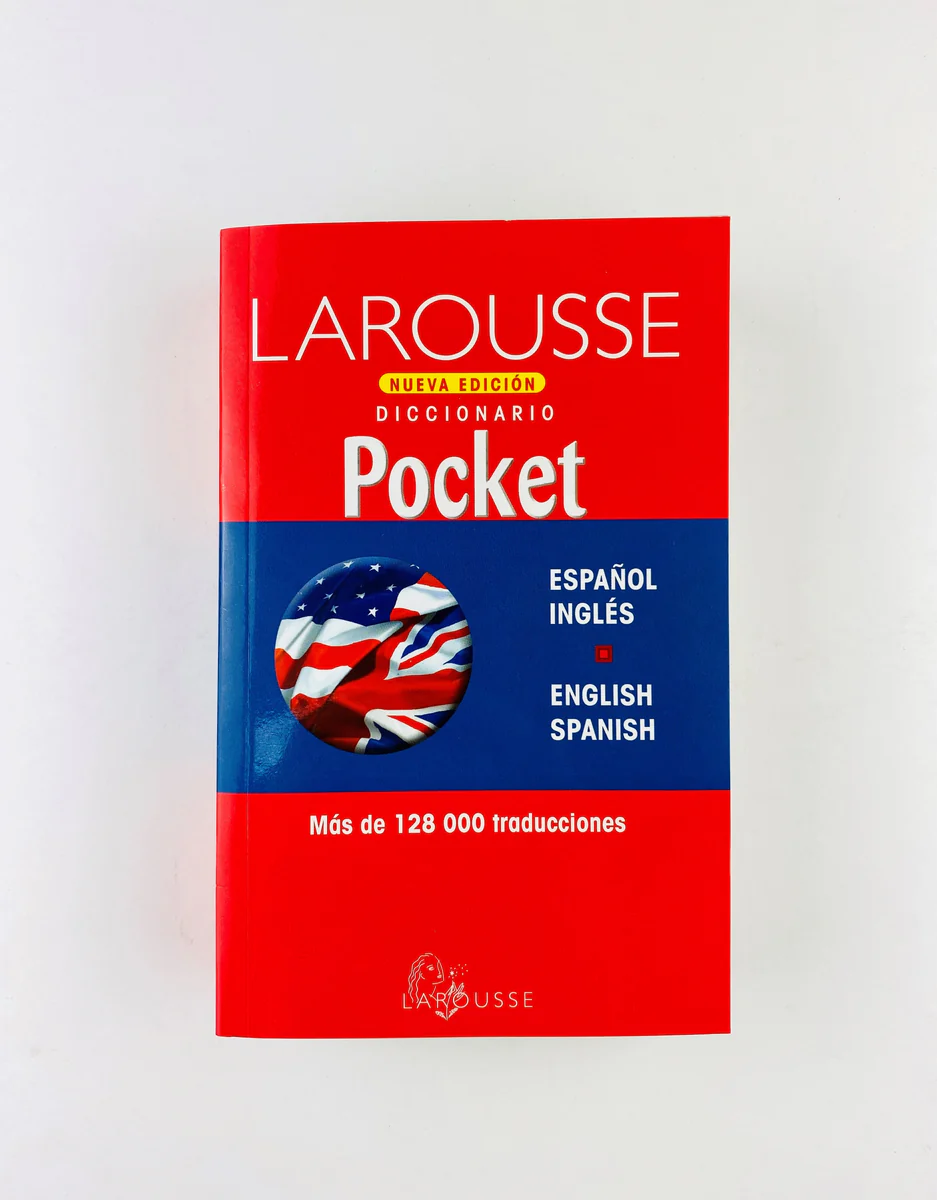 LAROUSSE
NUEVA EDICIÓN
DICCIONARIO
Pocket
ESPAÑOL
INGLÉS
ENGLISH
SPANISH
Más de 128 000 traducciones
LAROUSSE